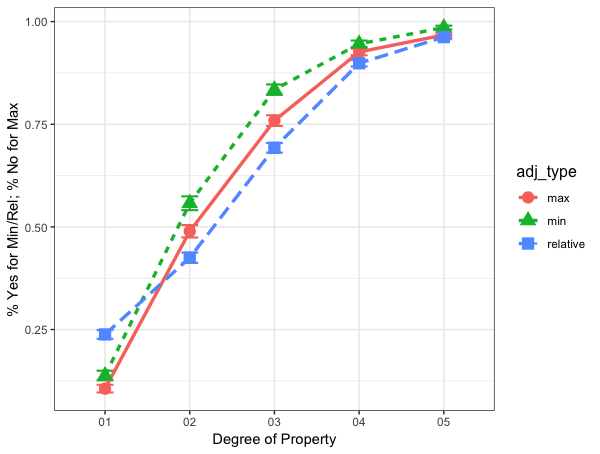 % Yes for Min/Rel; % No for Max
1.00
0.75
0.50
0.25
01 02 03 04 05
Degree of Property
adj_type
max
min
relative